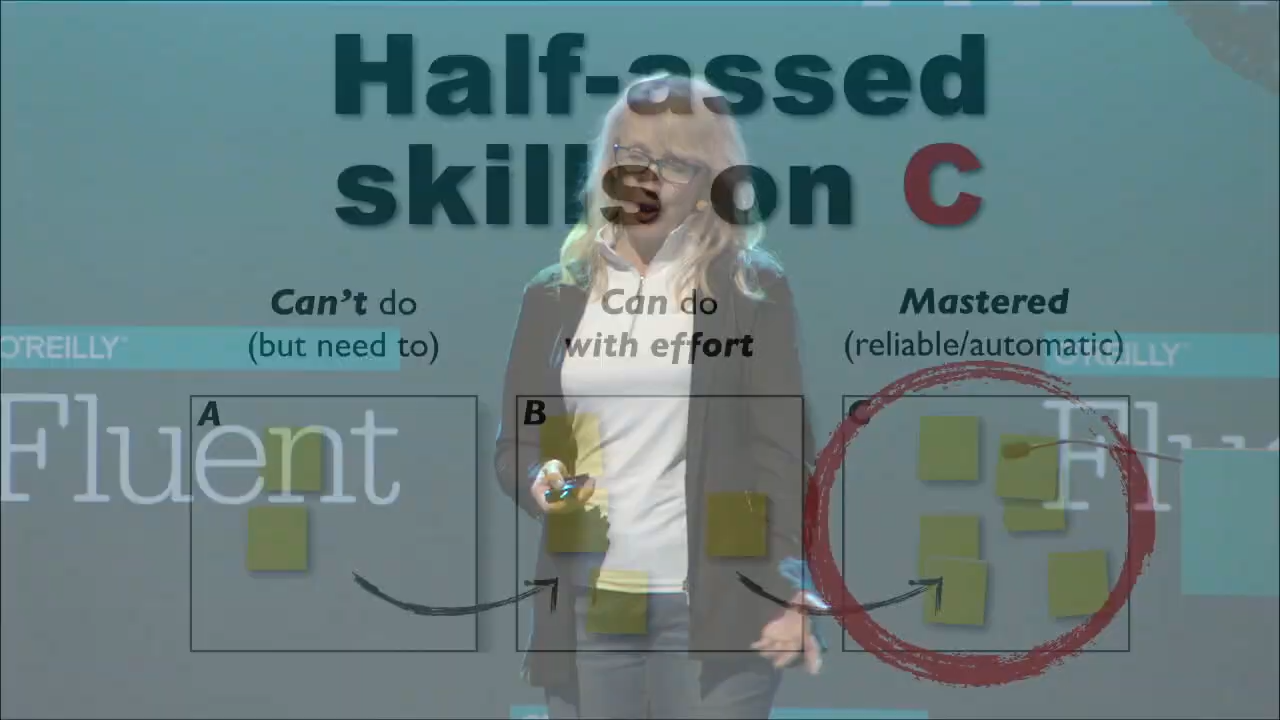 Half-assed
skills on C
Can't do
(but need to)
Can do
with effort
Mastered
(reliable/automatic)
O'REILLY
O'REILLY
Fluent
A
B
C